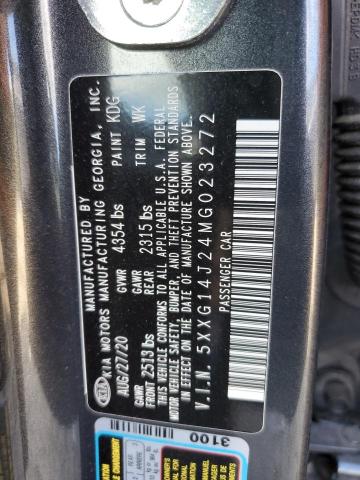 MANUFACTURED BY
KIA KIA MOTORS MANUFACTURING GEORGIA, INC.
AUG/27/20 GVWR 4354 lbs PAINT KDG
GAWR FRONT 2513 lbs GAWR REAR 2315 lbs TRIM WK
THIS VEHICLE CONFORMS TO ALL APPLICABLE U.S.A. FEDERAL
MOTOR VEHICLE SAFETY, BUMPER, AND THEFT PREVENTION STANDARDS
IN EFFECT ON THE DATE OF MANUFACTURE SHOWN ABOVE.
V.I.N. 5XXG14J24MG023272
PASSENGER CAR
3100